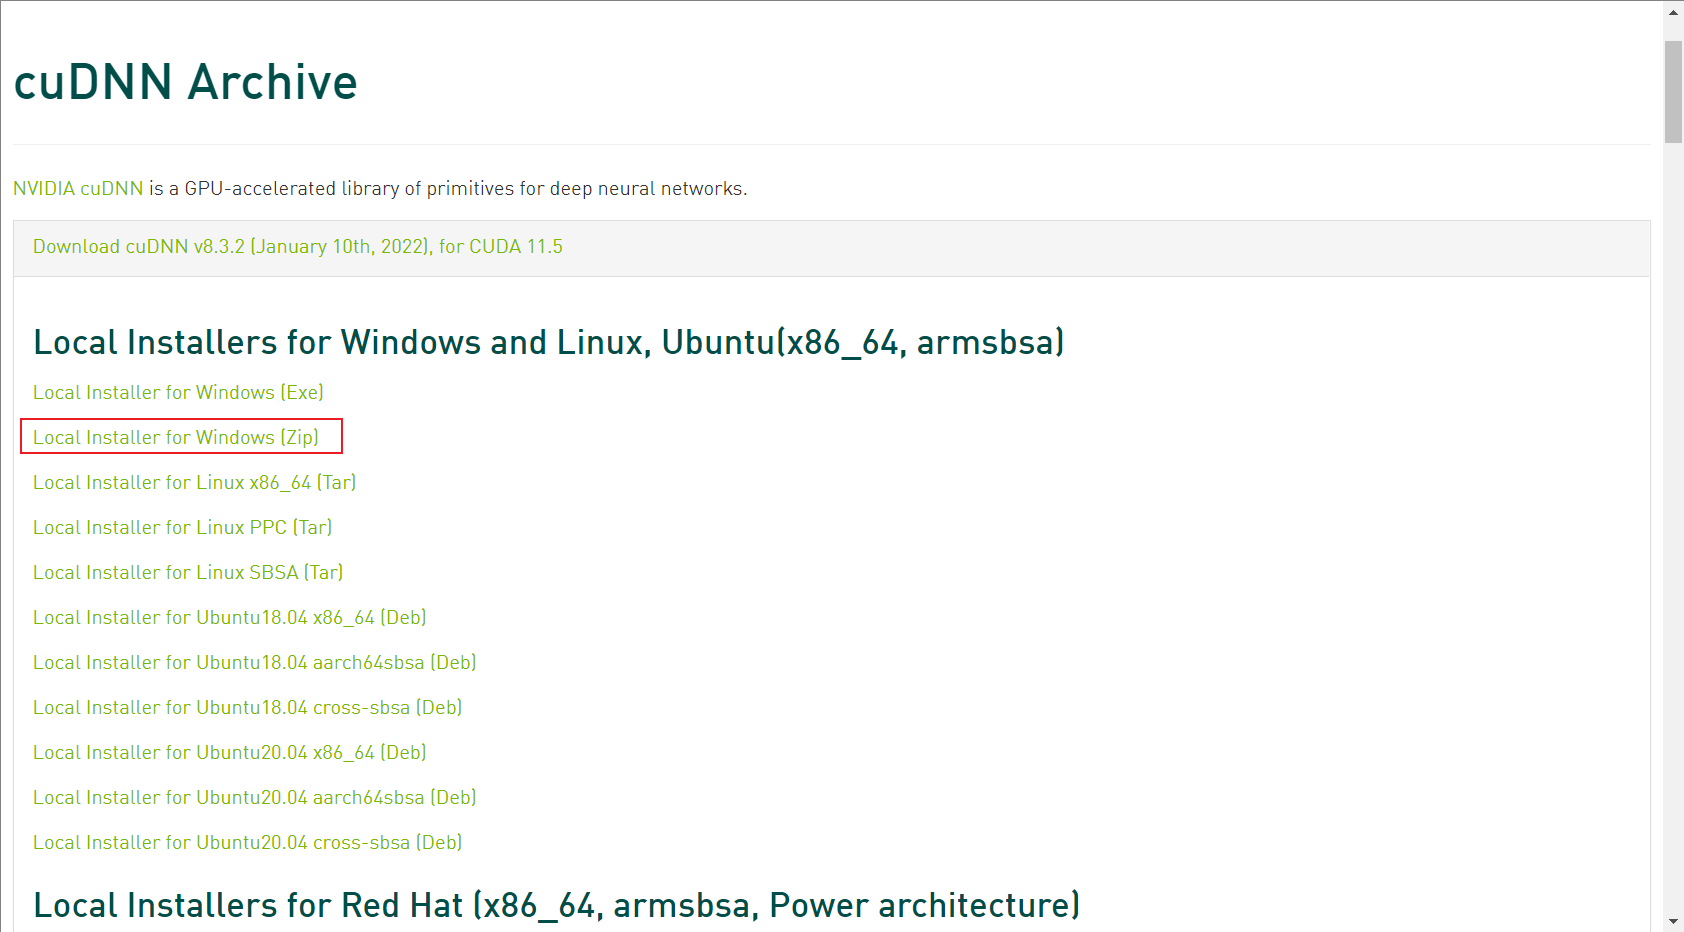 cuDNN Archive
NVIDIA cuDNN is a GPU-accelerated library of primitives for deep neural networks.
Download cuDNN v8.3.2 (January 10th, 2022), for CUDA 11.5
Local Installers for Windows and Linux, Ubuntu(x86_64, armsbsa)
Local Installer for Windows (Exe)
Local Installer for Windows (Zip)
Local Installer for Linux x86_64 (Tar)
Local Installer for Linux PPC (Tar)
Local Installer for Linux SBSA (Tar)
Local Installer for Ubuntu18.04 x86_64 (Deb)
Local Installer for Ubuntu18.04 aarch64sbsa (Deb)
Local Installer for Ubuntu18.04 cross-sbsa (Deb)
Local Installer for Ubuntu20.04 x86_64 (Deb)
Local Installer for Ubuntu20.04 aarch64sbsa (Deb)
Local Installer for Ubuntu20.04 cross-sbsa (Deb)
Local Installers for Red Hat (x86_64, armsbsa, Power architecture)